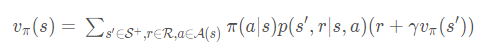 v_π(s) = ∑_{s′∈𝒮⁺,r∈ℛ,a∈𝒜(s)} π(a|s)p(s′, r|s, a)(r + γv_π(s′))